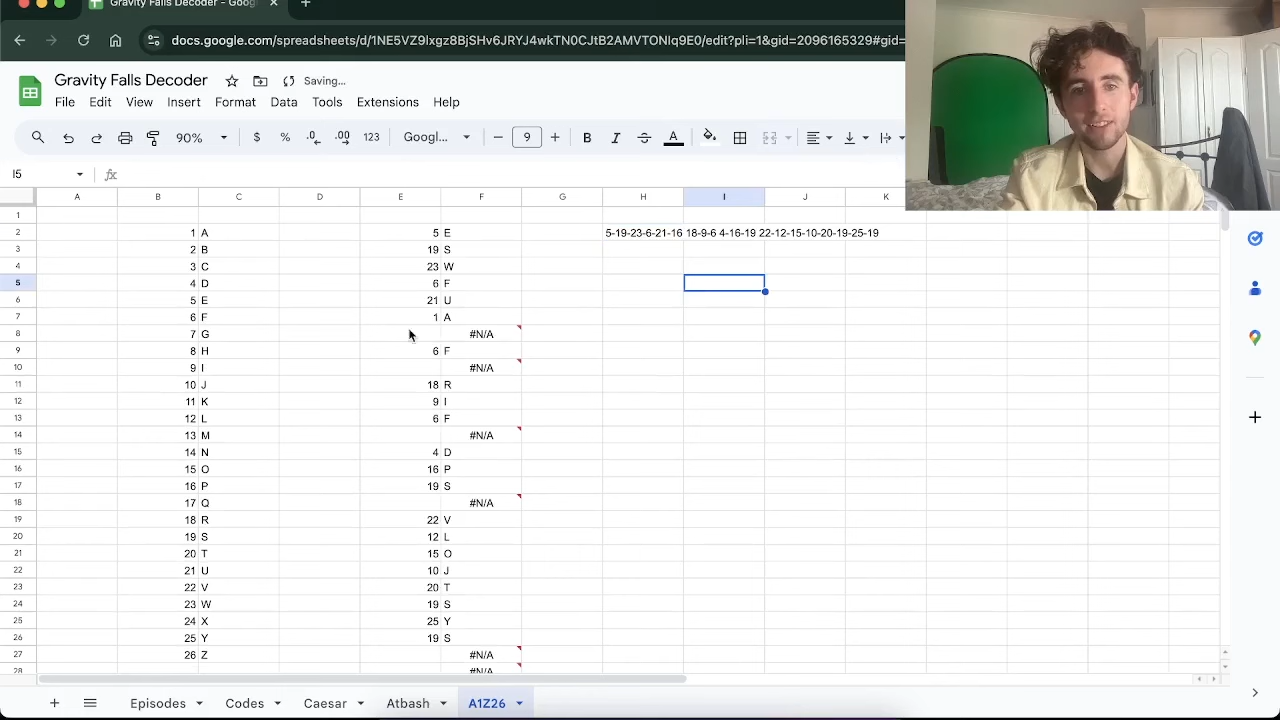 Gravity Falls Decoder - Goog
docs.google.com/spreadsheets/d/1NE5VZ9lxgz8BjSHv6JRYJ4wkTN0CJtB2AMVTONlq9E0/edit?pli=1&gid=2096165329#gid=
Gravity Falls Decoder Saving...
File Edit View Insert Format Data Tools Extensions Help
90% $ % .0 .00 123 Googl... 9 B I A
I5 fx
A B C D E F G H I J K
1
2 1 A 5 E 5-19-23-6-21-16 18-9-6 4-16-19 22-12-15-10-20-19-25-19
3 2 B 19 S
4 3 C 23 W
5 4 D 6 F
6 5 E 21 U
7 6 F 1 A
8 7 G #N/A
9 8 H 6 F
10 9 I #N/A
11 10 J 18 R
12 11 K 9 I
13 12 L 6 F
14 13 M #N/A
15 14 N 4 D
16 15 O 16 P
17 16 P 19 S
18 17 Q #N/A
19 18 R 22 V
20 19 S 12 L
21 20 T 15 O
22 21 U 10 J
23 22 V 20 T
24 23 W 19 S
25 24 X 25 Y
26 25 Y 19 S
27 26 Z #N/A
28 #N/A
Episodes Codes Caesar Atbash A1Z26